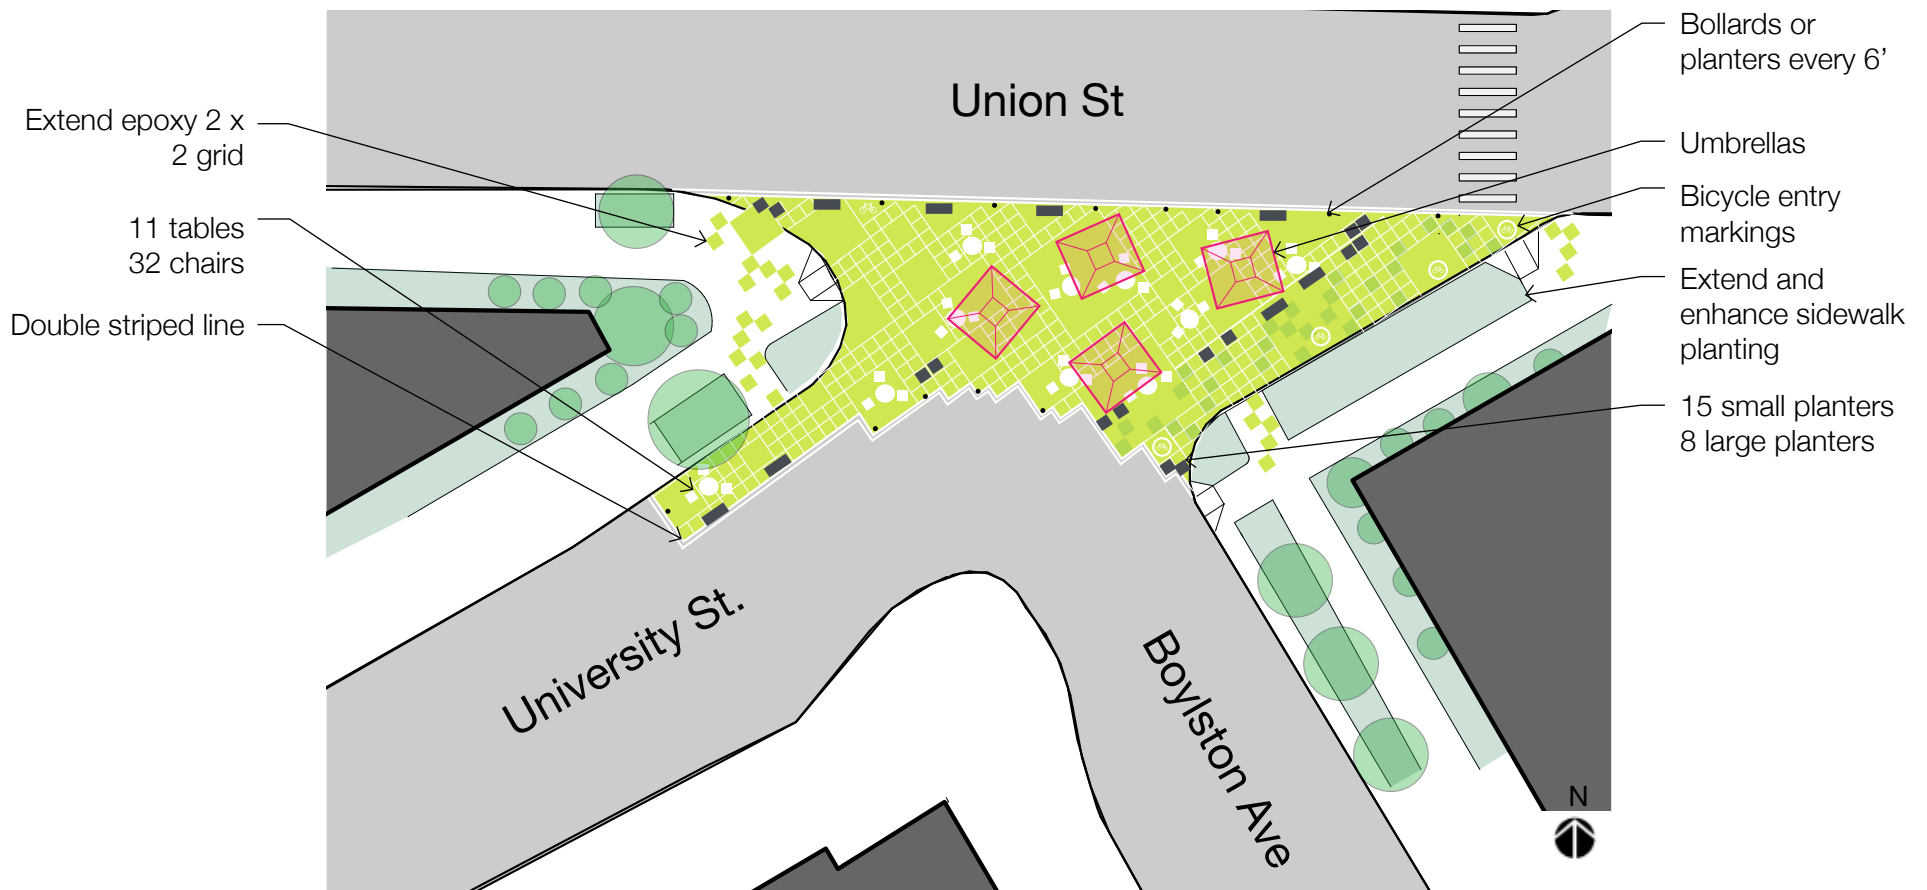 Extend epoxy 2 x
2 grid
11 tables
32 chairs
Double striped line
Union St
University St.
Boylston Ave
Bollards or
planters every 6’
Umbrellas
Bicycle entry
markings
Extend and
enhance sidewalk
planting
15 small planters
8 large planters
N